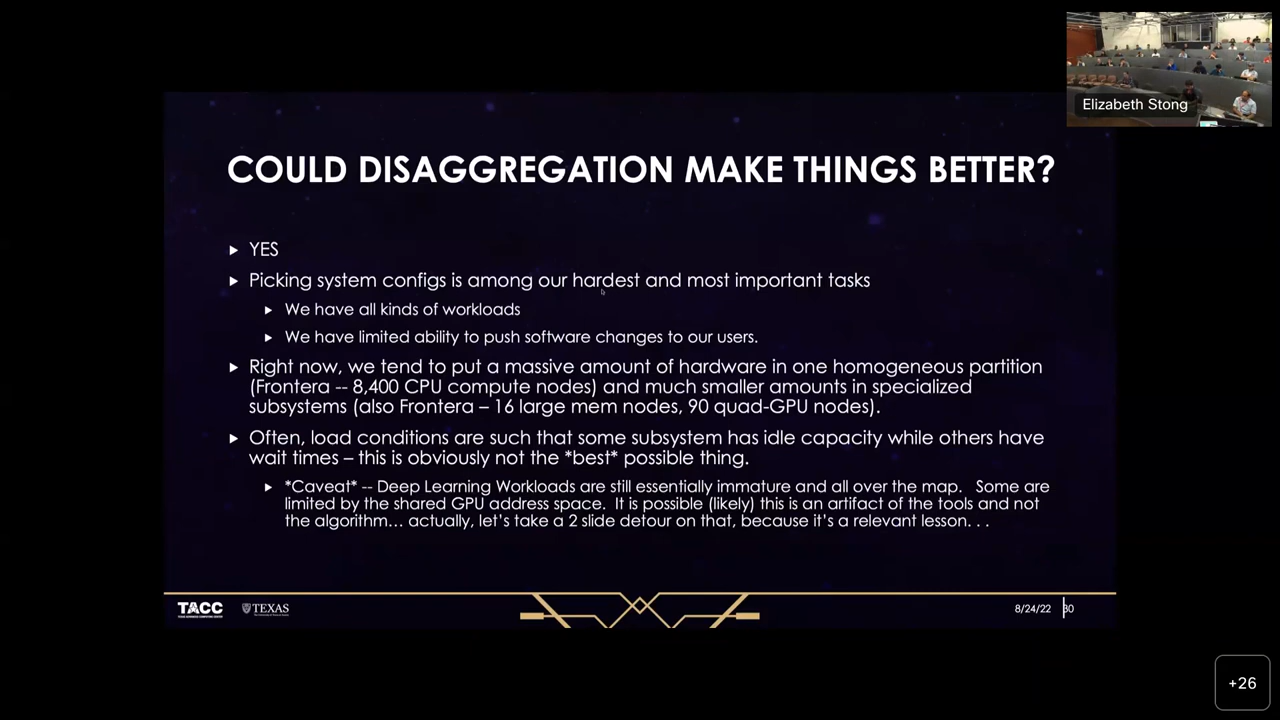 Elizabeth Stong
COULD DISAGGREGATION MAKE THINGS BETTER?
YES
Picking system configs is among our hardest and most important tasks
We have all kinds of workloads
We have limited ability to push software changes to our users.
Right now, we tend to put a massive amount of hardware in one homogeneous partition
(Frontera -- 8,400 CPU compute nodes) and much smaller amounts in specialized
subsystems (also Frontera – 16 large mem nodes, 90 quad-GPU nodes).
Often, load conditions are such that some subsystem has idle capacity while others have
wait times – this is obviously not the *best* possible thing.
*Caveat* -- Deep Learning Workloads are still essentially immature and all over the map. Some are
limited by the shared GPU address space. It is possible (likely) this is an artifact of the tools and not
the algorithm… actually, let's take a 2 slide detour on that, because it's a relevant lesson. . .
TACC
TEXAS
8/24/22
30
+26